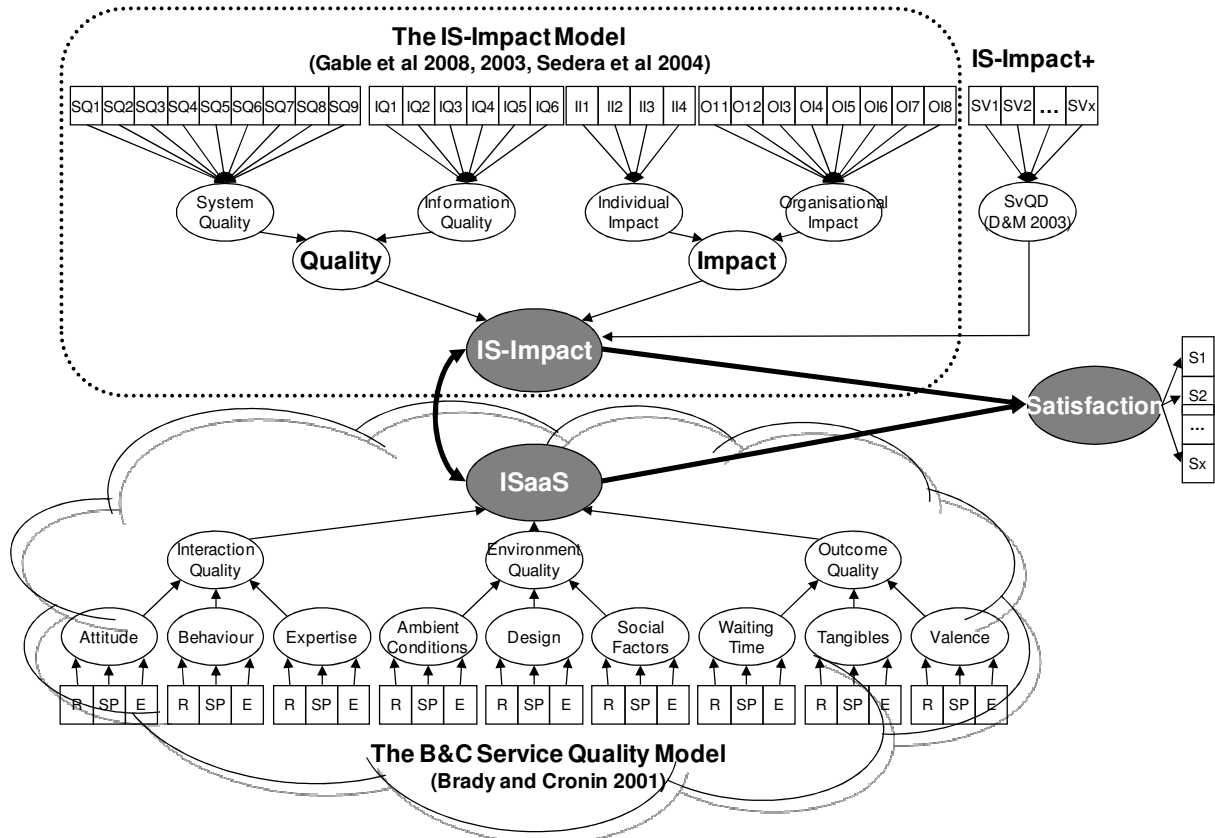 The IS-Impact Model
(Gable et al 2008, 2003, Sedera et al 2004)
IS-Impact+
SQ1 SQ2 SQ3 SQ4 SQ5 SQ6 SQ7 SQ8 SQ9 IQ1 IQ2 IQ3 IQ4 IQ5 IQ6 II1 II2 II3 II4 O11 O12 OI3 OI4 OI5 OI6 OI7 OI8 SV1 SV2 ... SVx
System
Quality
Information
Quality
Individual
Impact
Organisational
Impact
SvQD
(D&M 2003)
Quality
Impact
IS-Impact
Satisfaction
S1
S2
...
Sx
ISaaS
Interaction
Quality
Environment
Quality
Outcome
Quality
Attitude
Behaviour
Expertise
Ambient
Conditions
Design
Social
Factors
Waiting
Time
Tangibles
Valence
R SP E R SP E R SP E R SP E R SP E R SP E R SP E R SP E R SP E
The B&C Service Quality Model
(Brady and Cronin 2001)